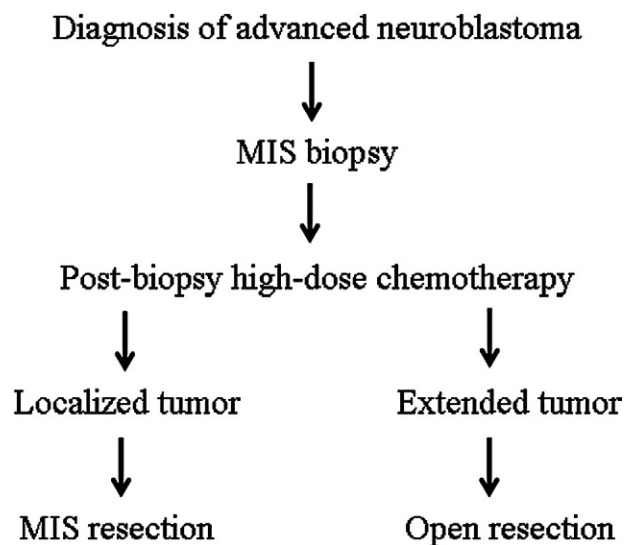 Diagnosis of advanced neuroblastoma
MIS biopsy
Post-biopsy high-dose chemotherapy
Localized tumor
Extended tumor
MIS resection
Open resection